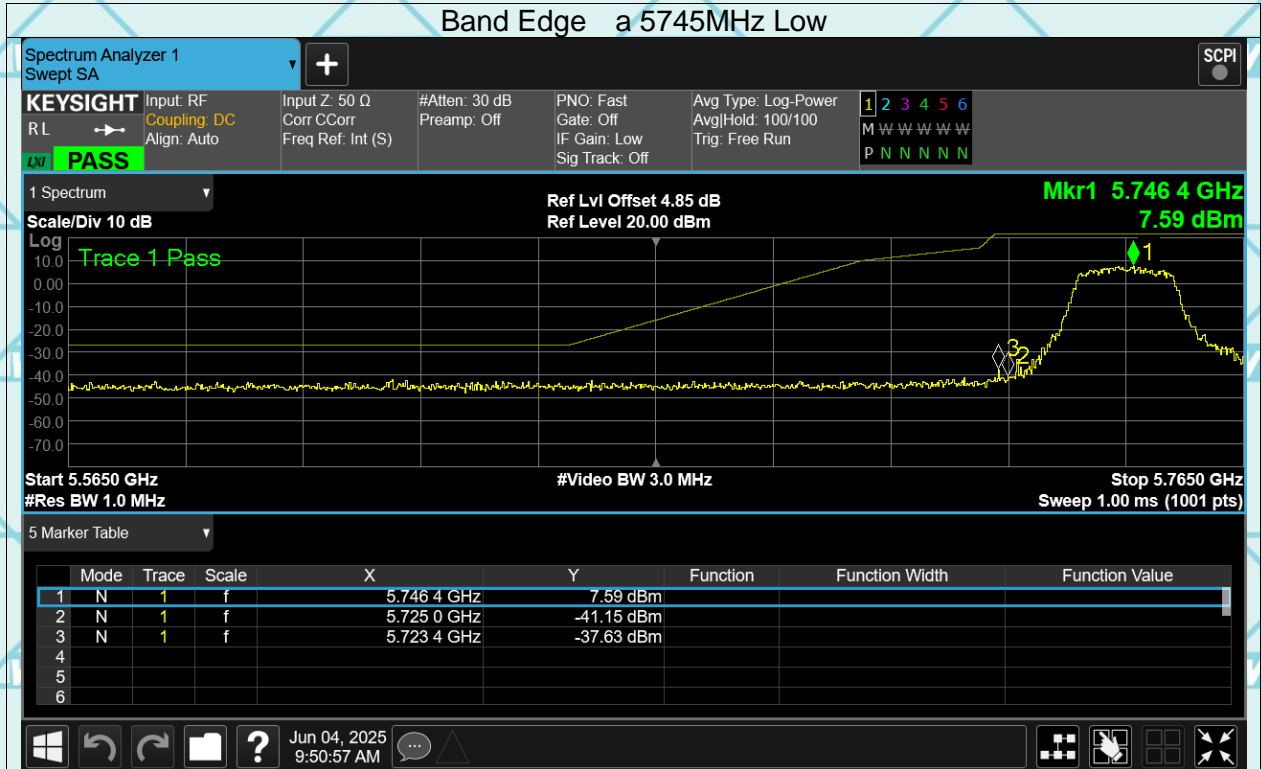 Band Edge a 5745MHz Low
Spectrum Analyzer 1
Swept SA
+
SCPI
KEYSIGHT
RL
LXI PASS
Input: RF
Coupling: DC
Align: Auto
Input Z: 50 Ω
Corr CCorr
Freq Ref: Int (S)
#Atten: 30 dB
Preamp: Off
PNO: Fast
Gate: Off
IF Gain: Low
Sig Track: Off
Avg Type: Log-Power
Avg|Hold: 100/100
Trig: Free Run
1 2 3 4 5 6
M W W W W W
P N N N N N
1 Spectrum
Scale/Div 10 dB
Ref Lvl Offset 4.85 dB
Ref Level 20.00 dBm
Mkr1 5.746 4 GHz
7.59 dBm
Log
Trace 1 Pass
10.0
0.00
-10.0
-20.0
-30.0
-40.0
-50.0
-60.0
-70.0
1
3
2
Start 5.5650 GHz
#Res BW 1.0 MHz
#Video BW 3.0 MHz
Stop 5.7650 GHz
Sweep 1.00 ms (1001 pts)
5 Marker Table
Mode Trace Scale X Y Function Function Width Function Value
1 N 1 f 5.746 4 GHz 7.59 dBm
2 N 1 f 5.725 0 GHz -41.15 dBm
3 N 1 f 5.723 4 GHz -37.63 dBm
4
5
6
?
Jun 04, 2025
9:50:57 AM